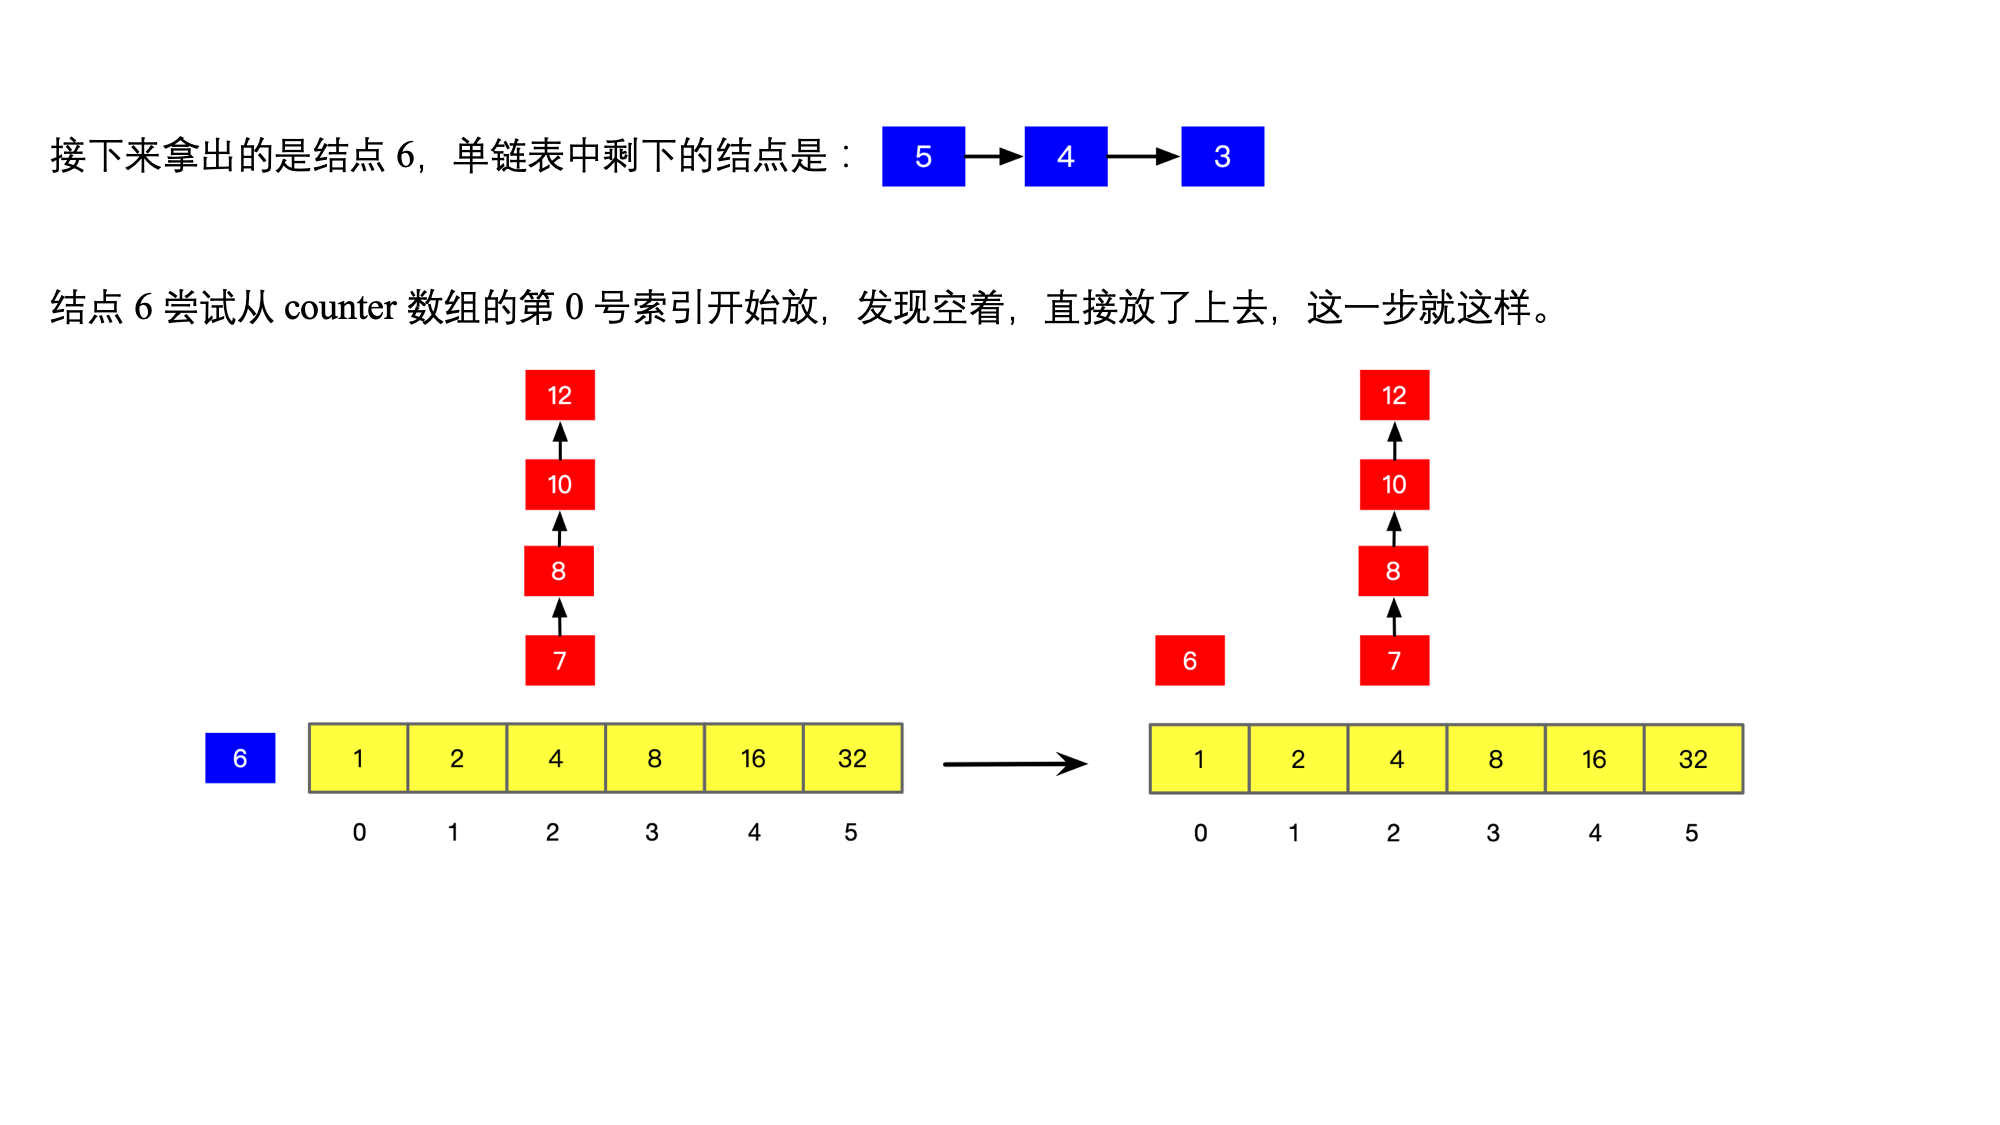 接下来拿出的是结点 6，单链表中剩下的结点是： 5 4 3
结点 6 尝试从 counter 数组的第 0 号索引开始放，发现空着，直接放了上去，这一步就这样。
12 12
10 10
8 8
7 6 7
6 1 2 4 8 16 32 1 2 4 8 16 32
0 1 2 3 4 5 0 1 2 3 4 5